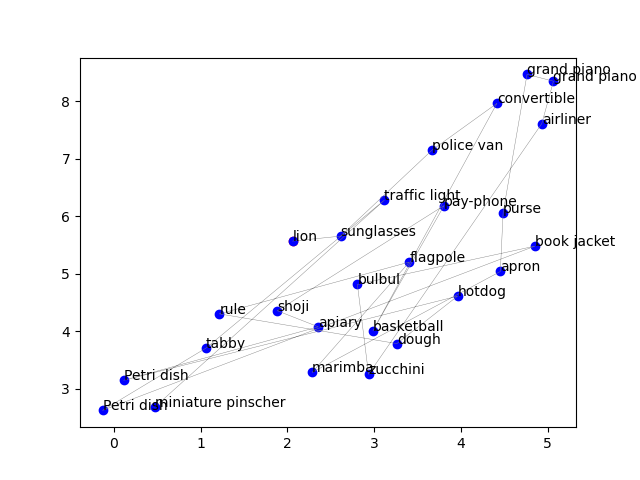 grand piano
grand piano
convertible
airliner
police van
traffic light
pay-phone
purse
lion
sunglasses
book jacket
flagpole
apron
bulbul
hotdog
rule
shoji
apiary
basketball
dough
tabby
marimba
zucchini
Petri dish
Petri dish
miniature pinscher
8
7
6
5
4
3
0
1
2
3
4
5